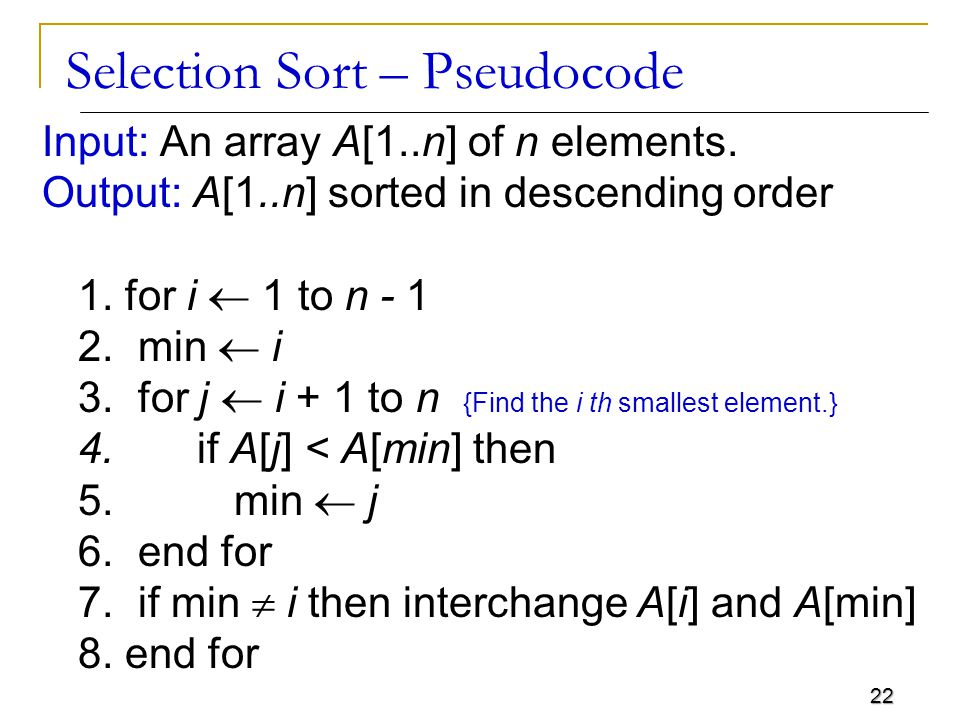 Selection Sort – Pseudocode
Input: An array A[1..n] of n elements.
Output: A[1..n] sorted in descending order
1. for i ← 1 to n - 1
2. min ← i
3. for j ← i + 1 to n {Find the i th smallest element.}
4. if A[j] < A[min] then
5. min ← j
6. end for
7. if min ≠ i then interchange A[i] and A[min]
8. end for
22